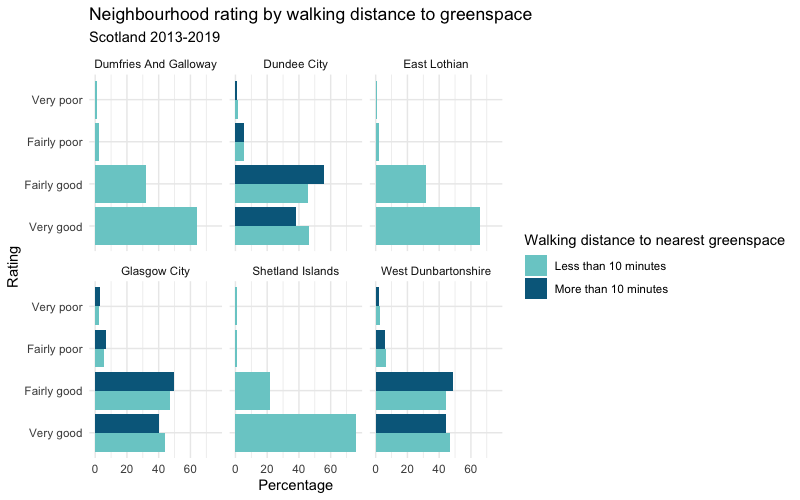 Neighbourhood rating by walking distance to greenspace
Scotland 2013-2019
Dumfries And Galloway
Dundee City
East Lothian
Very poor
Fairly poor
Fairly good
Very good
Rating
Glasgow City
Shetland Islands
West Dunbartonshire
Very poor
Fairly poor
Fairly good
Very good
0 20 40 60
0 20 40 60
0 20 40 60
Percentage
Walking distance to nearest greenspace
Less than 10 minutes
More than 10 minutes